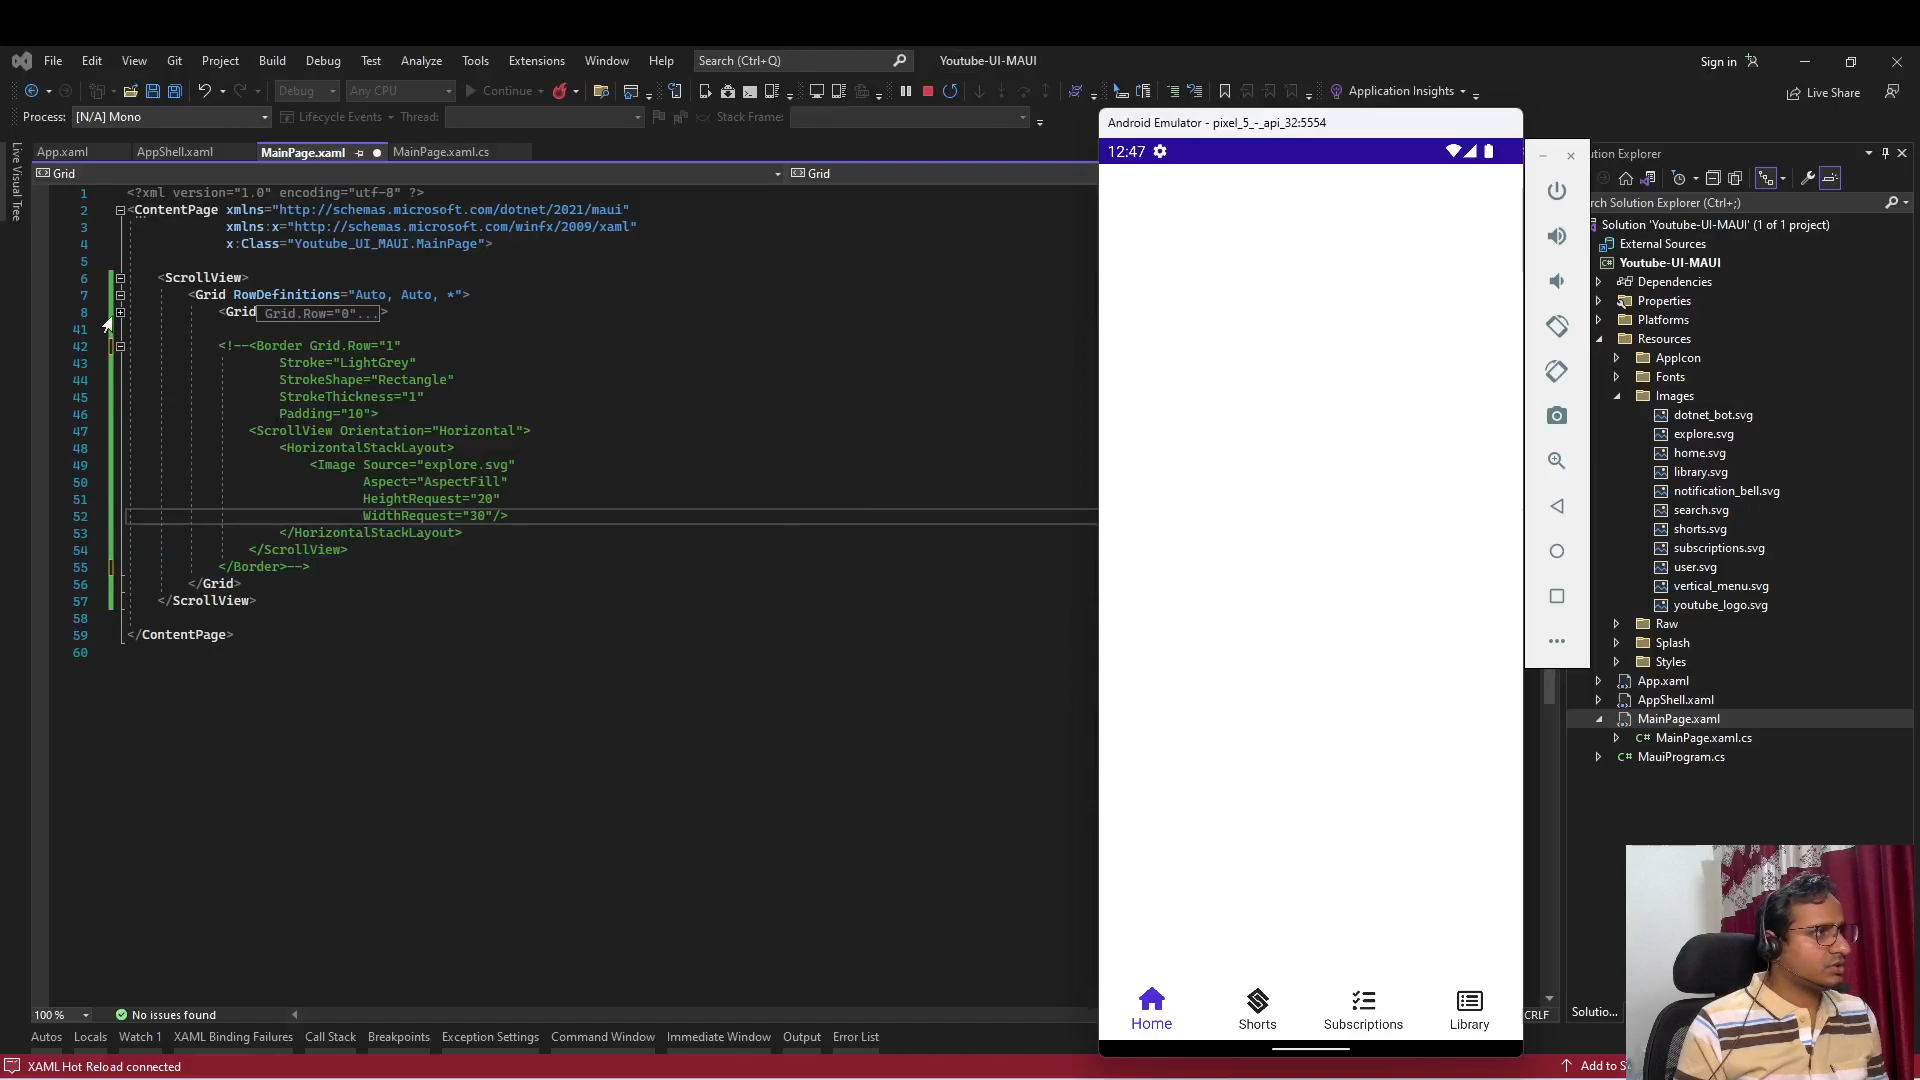 File Edit View Git Project Build Debug Test Analyze Tools Extensions Window Help Search (Ctrl+Q) Youtube-UI-MAUI Sign in
Debug Any CPU Continue Application Insights Live Share
Process: [N/A] Mono Lifecycle Events Thread: Stack Frame:
App.xaml AppShell.xaml MainPage.xaml MainPage.xaml.cs
Live Visual Tree
Grid Grid
1 <?xml version="1.0" encoding="utf-8" ?>
2 <ContentPage xmlns="http://schemas.microsoft.com/dotnet/2021/maui"
3 xmlns:x="http://schemas.microsoft.com/winfx/2009/xaml"
4 x:Class="Youtube_UI_MAUI.MainPage">
5
6 <ScrollView>
7 <Grid RowDefinitions="Auto, Auto, *">
8 <Grid Grid.Row="0"... >
41
42 <!--<Border Grid.Row="1"
43 Stroke="LightGrey"
44 StrokeShape="Rectangle"
45 StrokeThickness="1"
46 Padding="10">
47 <ScrollView Orientation="Horizontal">
48 <HorizontalStackLayout>
49 <Image Source="explore.svg"
50 Aspect="AspectFill"
51 HeightRequest="20"
52 WidthRequest="30"/>
53 </HorizontalStackLayout>
54 </ScrollView>
55 </Border>-->
56 </Grid>
57 </ScrollView>
58
59 </ContentPage>
60
Android Emulator - pixel_5_-_api_32:5554
12:47
Home Shorts Subscriptions Library
ution Explorer
rch Solution Explorer (Ctrl+;)
Solution 'Youtube-UI-MAUI' (1 of 1 project)
External Sources
Youtube-UI-MAUI
Dependencies
Properties
Platforms
Resources
AppIcon
Fonts
Images
dotnet_bot.svg
explore.svg
home.svg
library.svg
notification_bell.svg
search.svg
shorts.svg
subscriptions.svg
user.svg
vertical_menu.svg
youtube_logo.svg
Raw
Splash
Styles
App.xaml
AppShell.xaml
MainPage.xaml
C# MainPage.xaml.cs
C# MauiProgram.cs
100 % No issues found CRLF Solutio...
Autos Locals Watch 1 XAML Binding Failures Call Stack Breakpoints Exception Settings Command Window Immediate Window Output Error List
XAML Hot Reload connected Add to S